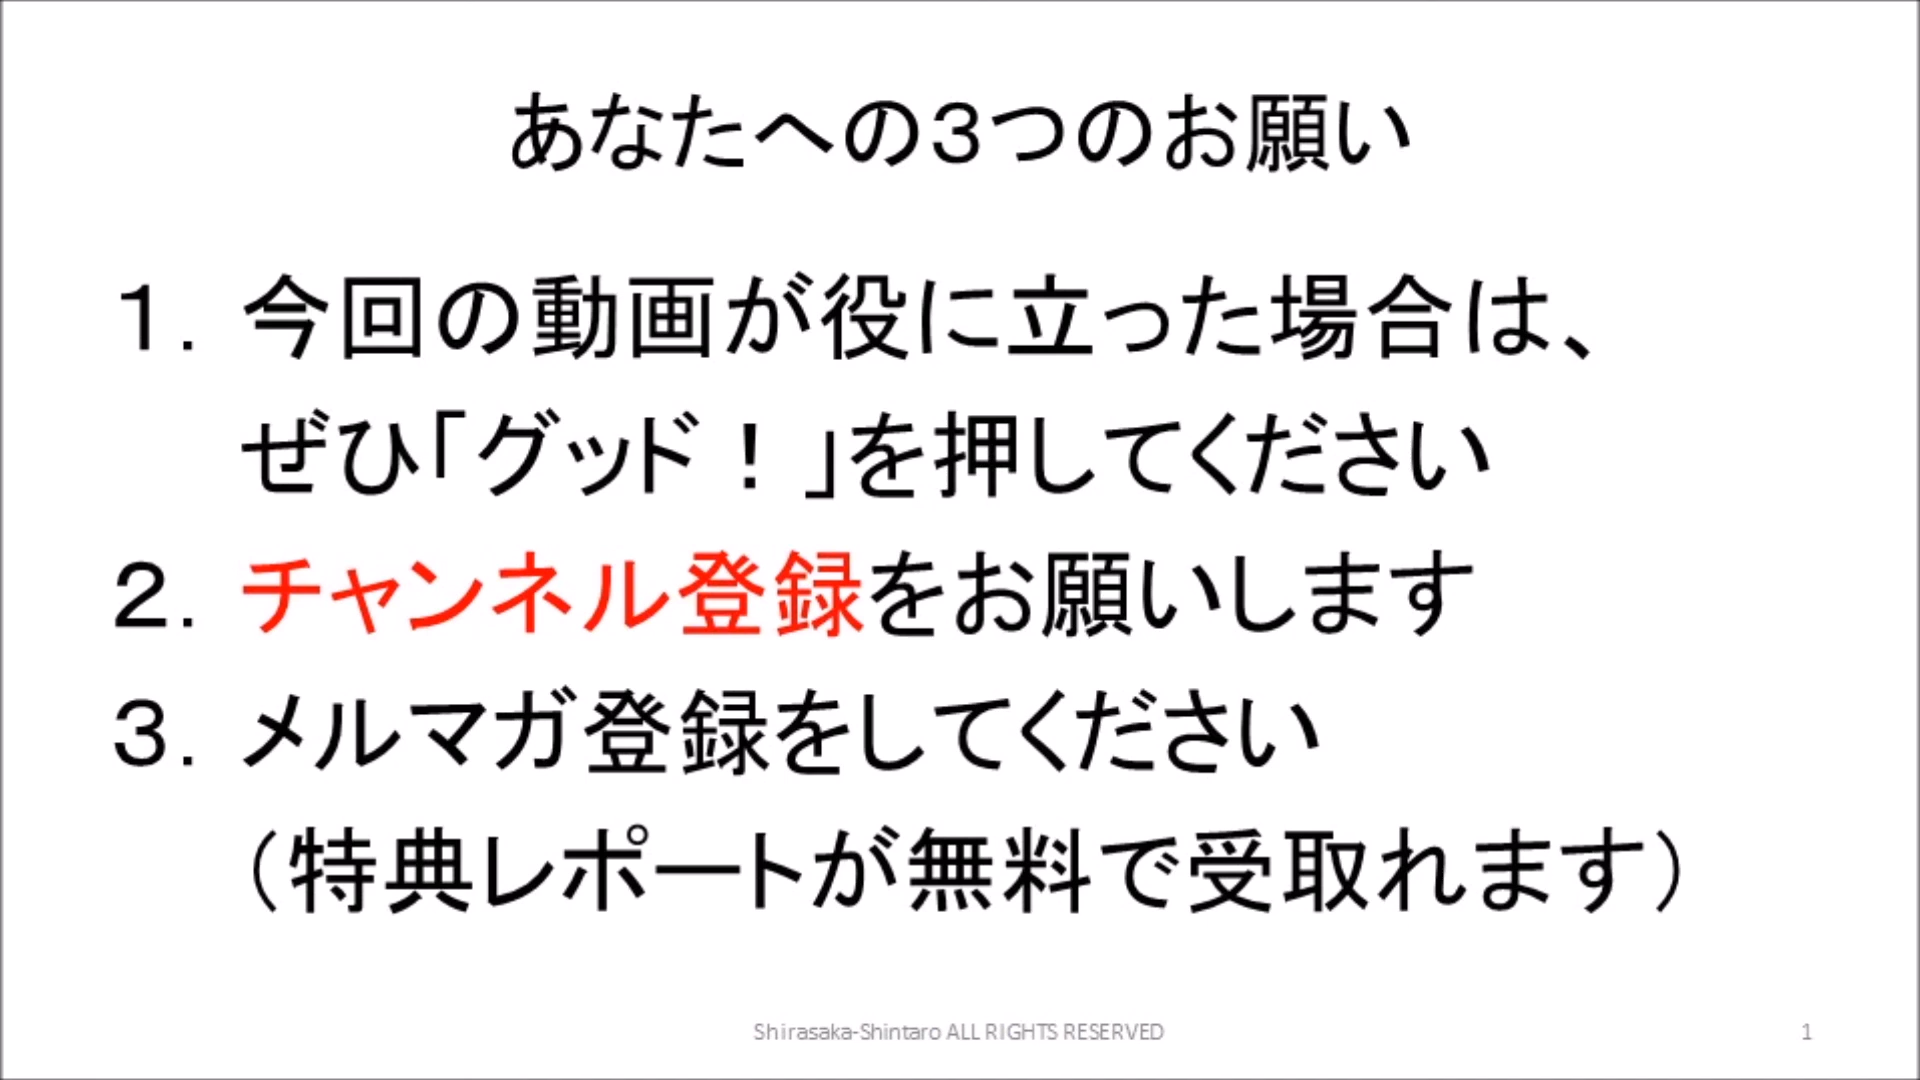 あなたへの３つのお願い
１．今回の動画が役に立った場合は、
ぜひ「グッド！」を押してください
２．チャンネル登録をお願いします
３．メルマガ登録をしてください
（特典レポートが無料で受取れます）
Shirasaka-Shintaro ALL RIGHTS RESERVED
1